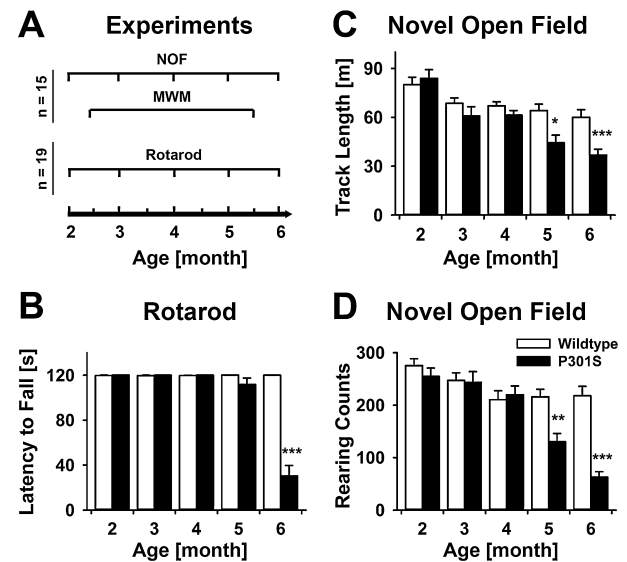 A Experiments
NOF
n = 15
MWM
n = 19
Rotarod
2 3 4 5 6
Age [month]
B Rotarod
Latency to Fall [s]
120
80
40
0
***
2 3 4 5 6
Age [month]
C Novel Open Field
Track Length [m]
90
60
30
0
*
***
2 3 4 5 6
Age [month]
D Novel Open Field
Wildtype
P301S
Rearing Counts
300
200
100
0
**
***
2 3 4 5 6
Age [month]